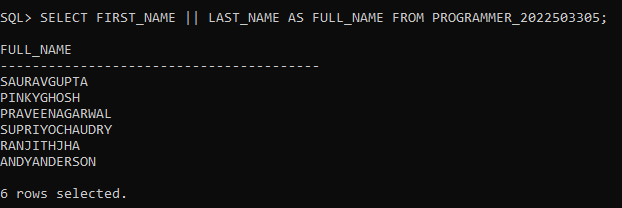 SQL> SELECT FIRST_NAME || LAST_NAME AS FULL_NAME FROM PROGRAMMER_2022503305;
FULL_NAME
----------------------------------------
SAURAVGUPTA
PINKYGHOSH
PRAVEENAGARWAL
SUPRIYOCHAUDRY
RANJITHJHA
ANDYANDERSON
6 rows selected.